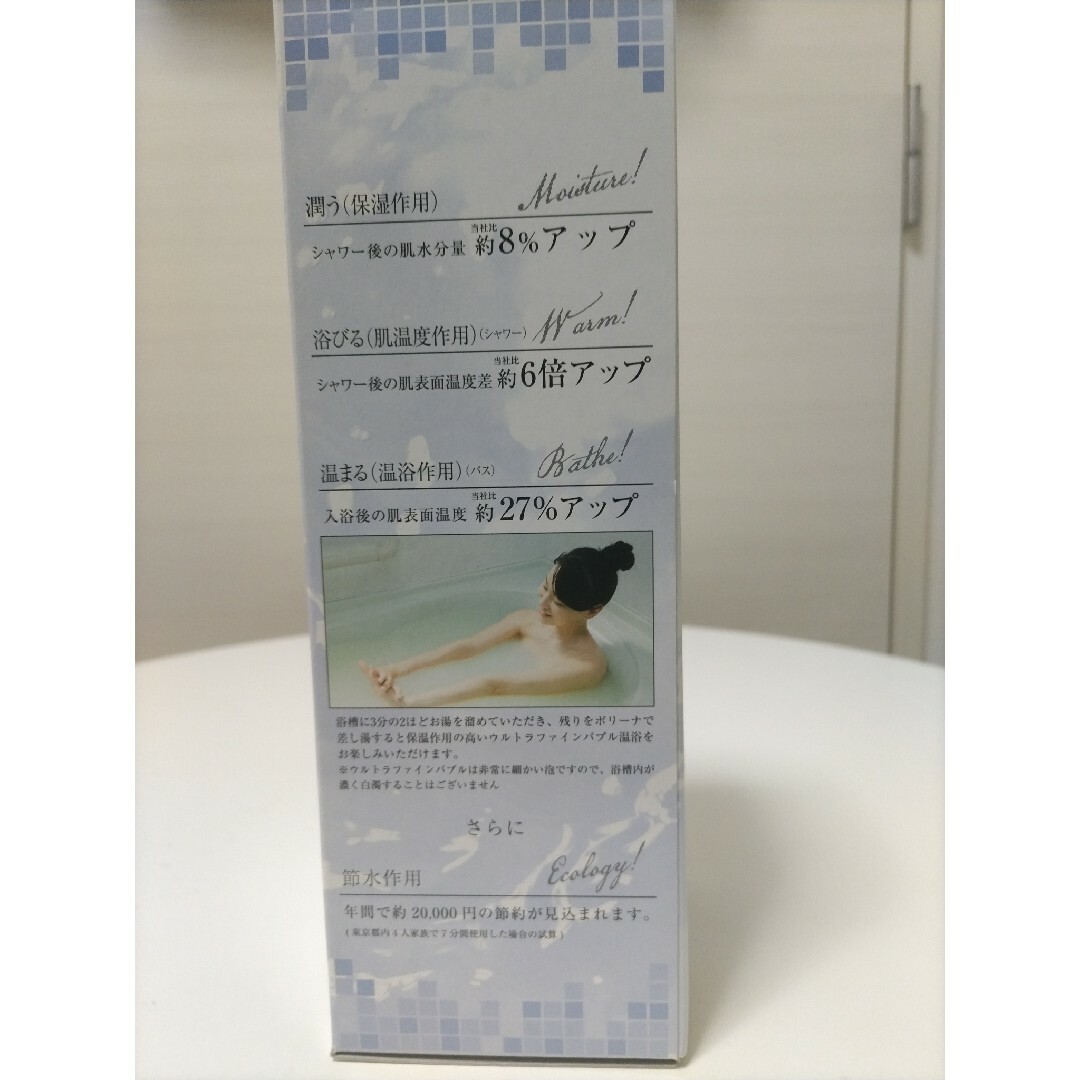 潤う(保湿作用) Moisture!
シャワー後の肌水分量 当社比 約8%アップ
浴びる(肌温度作用)(シャワー) Warm!
シャワー後の肌表面温度差 当社比 約6倍アップ
温まる(温浴作用)(バス) Bathe!
入浴後の肌表面温度 当社比 約27%アップ
浴槽に3分の2ほどお湯を溜めていただき、残りをボリーナで
差し湯すると保温作用の高いウルトラファインバブル温浴を
お楽しみいただけます。
※ウルトラファインバブルは非常に細かい泡ですので、浴槽内が
濃く白濁することはございません
さらに
節水作用 Ecology!
年間で約20,000円の節約が見込まれます。
(東京都内4人家族で7分間使用した場合の試算)